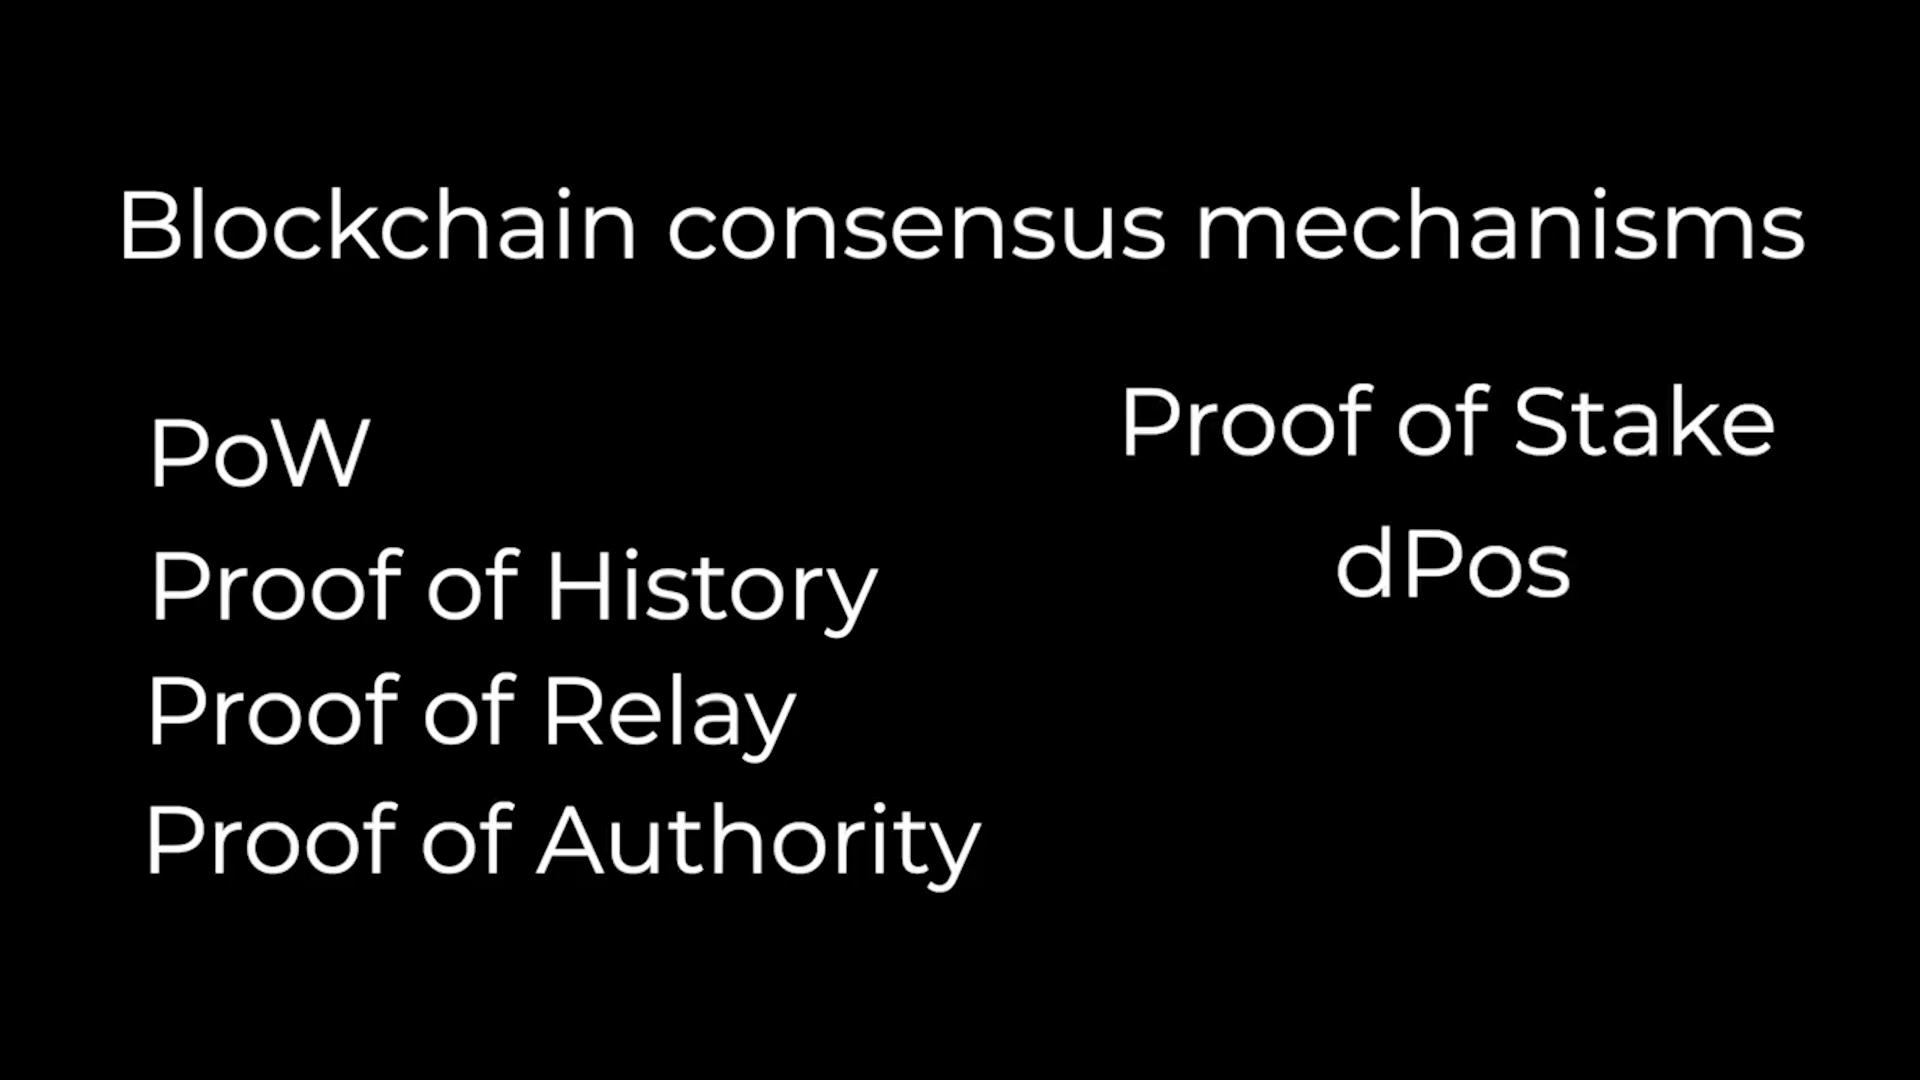 Blockchain consensus mechanisms
PoW
Proof of History
Proof of Relay
Proof of Authority
Proof of Stake
dPos